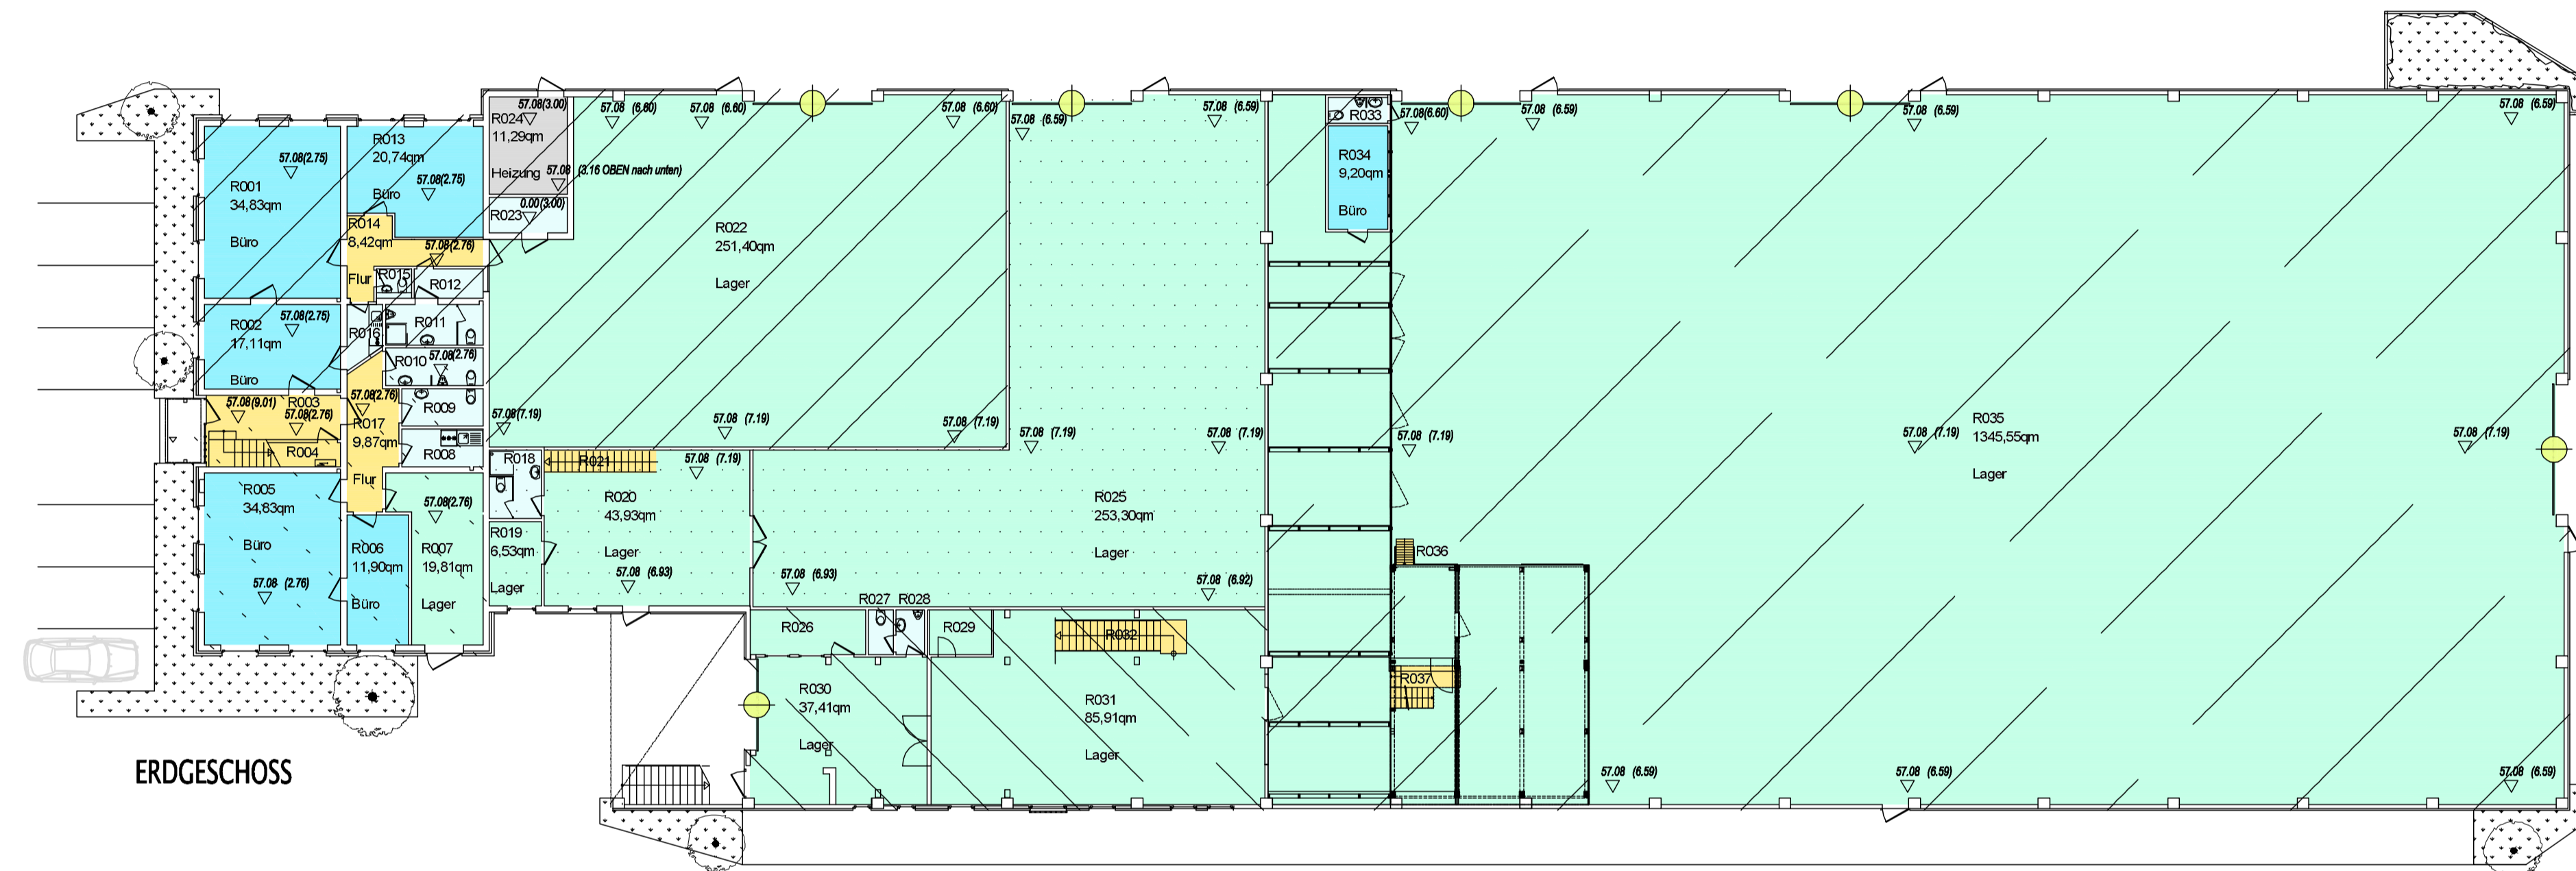 R001
34,83qm
Büro
57.08(2.75)
R013
20,74qm
Büro
57.08(2.75)
R014
8,42qm
Flur
57.08(2.76)
R015
R012
R002
17,11qm
Büro
57.08(2.75)
R016
R011
R010
57.08(2.76)
R009
R003
57.08(9.01)
57.08(2.76)
R004
57.08(2.76)
R017
9,87qm
Flur
R008
R005
34,83qm
Büro
57.08 (2.76)
R006
11,90qm
Büro
57.08(2.76)
R007
19,81qm
Lager
57.08(3.00)
R024
11,29qm
Heizung
57.08 (3.16 OBEN nach unten)
R023
0.00(3.00)
57.08 (6.60)
57.08 (6.60)
57.08 (6.60)
R022
251,40qm
Lager
57.08(7.19)
57.08 (7.19)
57.08 (7.19)
R018
R021
57.08 (7.19)
R019
6,53qm
Lager
R020
43,93qm
Lager
57.08 (6.93)
57.08 (6.59)
57.08 (6.59)
57.08 (7.19)
57.08 (7.19)
R025
253,30qm
Lager
57.08 (6.93)
57.08 (6.92)
R026
R027
R028
R029
R030
37,41qm
Lager
R032
R031
85,91qm
Lager
R033
R034
9,20qm
Büro
57.08(6.60)
57.08 (6.59)
57.08 (6.59)
57.08 (6.59)
57.08 (7.19)
57.08 (7.19)
57.08 (7.19)
R035
1345,55qm
Lager
R036
R037
57.08 (6.59)
57.08 (6.59)
57.08 (6.59)
ERDGESCHOSS